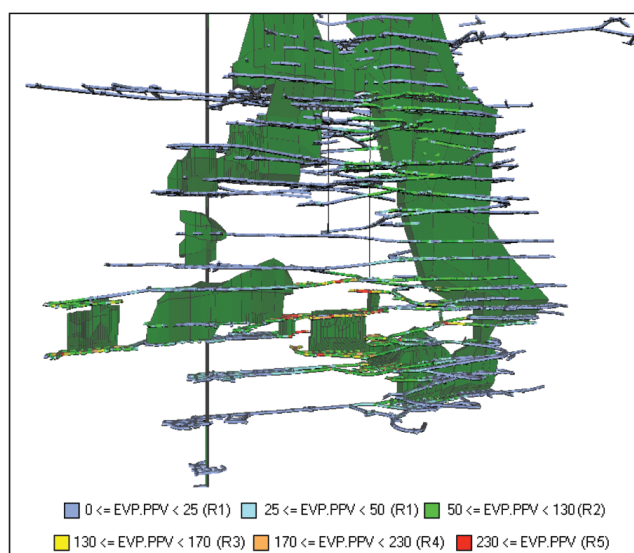 0 <= EVP.PPV < 25 (R1) 25 <= EVP.PPV < 50 (R1) 50 <= EVP.PPV < 130 (R2)
130 <= EVP.PPV < 170 (R3) 170 <= EVP.PPV < 230 (R4) 230 <= EVP.PPV (R5)